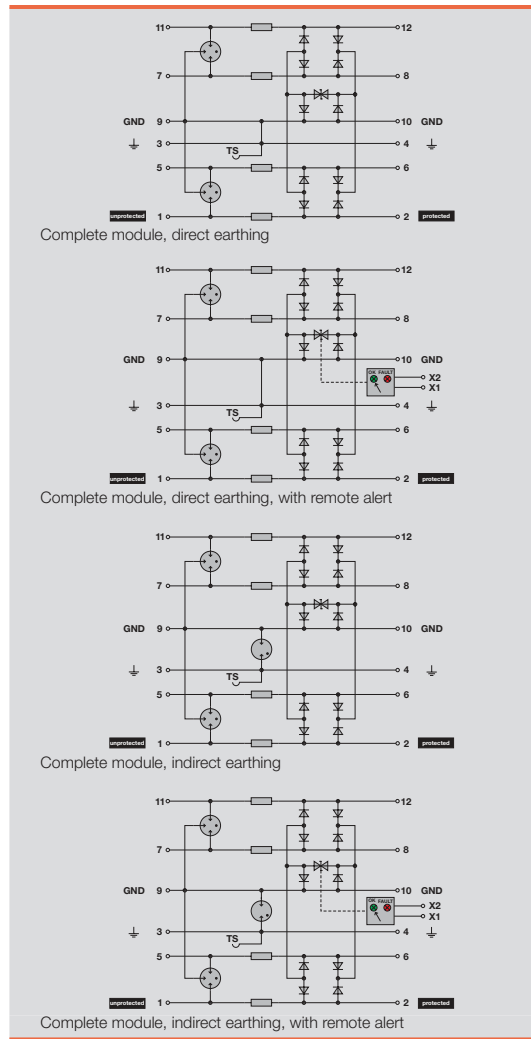 11 12
7 8
GND 9 10 GND
3 4
TS
5 6
unprotected 1 2 protected
Complete module, direct earthing
11 12
7 8
GND 9 10 GND
OK FAULT
X2
X1
3 4
TS
5 6
unprotected 1 2 protected
Complete module, direct earthing, with remote alert
11 12
7 8
GND 9 10 GND
3 4
TS
5 6
unprotected 1 2 protected
Complete module, indirect earthing
11 12
7 8
GND 9 10 GND
OK FAULT
X2
X1
3 4
TS
5 6
unprotected 1 2 protected
Complete module, indirect earthing, with remote alert